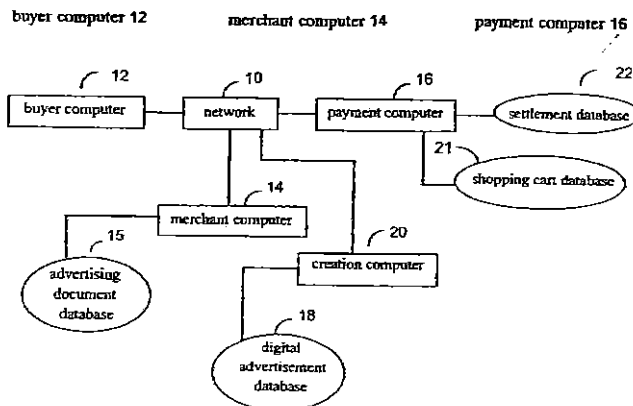 buyer computer 12 merchant computer 14 payment computer 16
12 10 16 22
buyer computer network payment computer settlement database
21
shopping cart database
14
merchant computer
15 20
advertising
document
database
creation computer
18
digital
advertisement
database